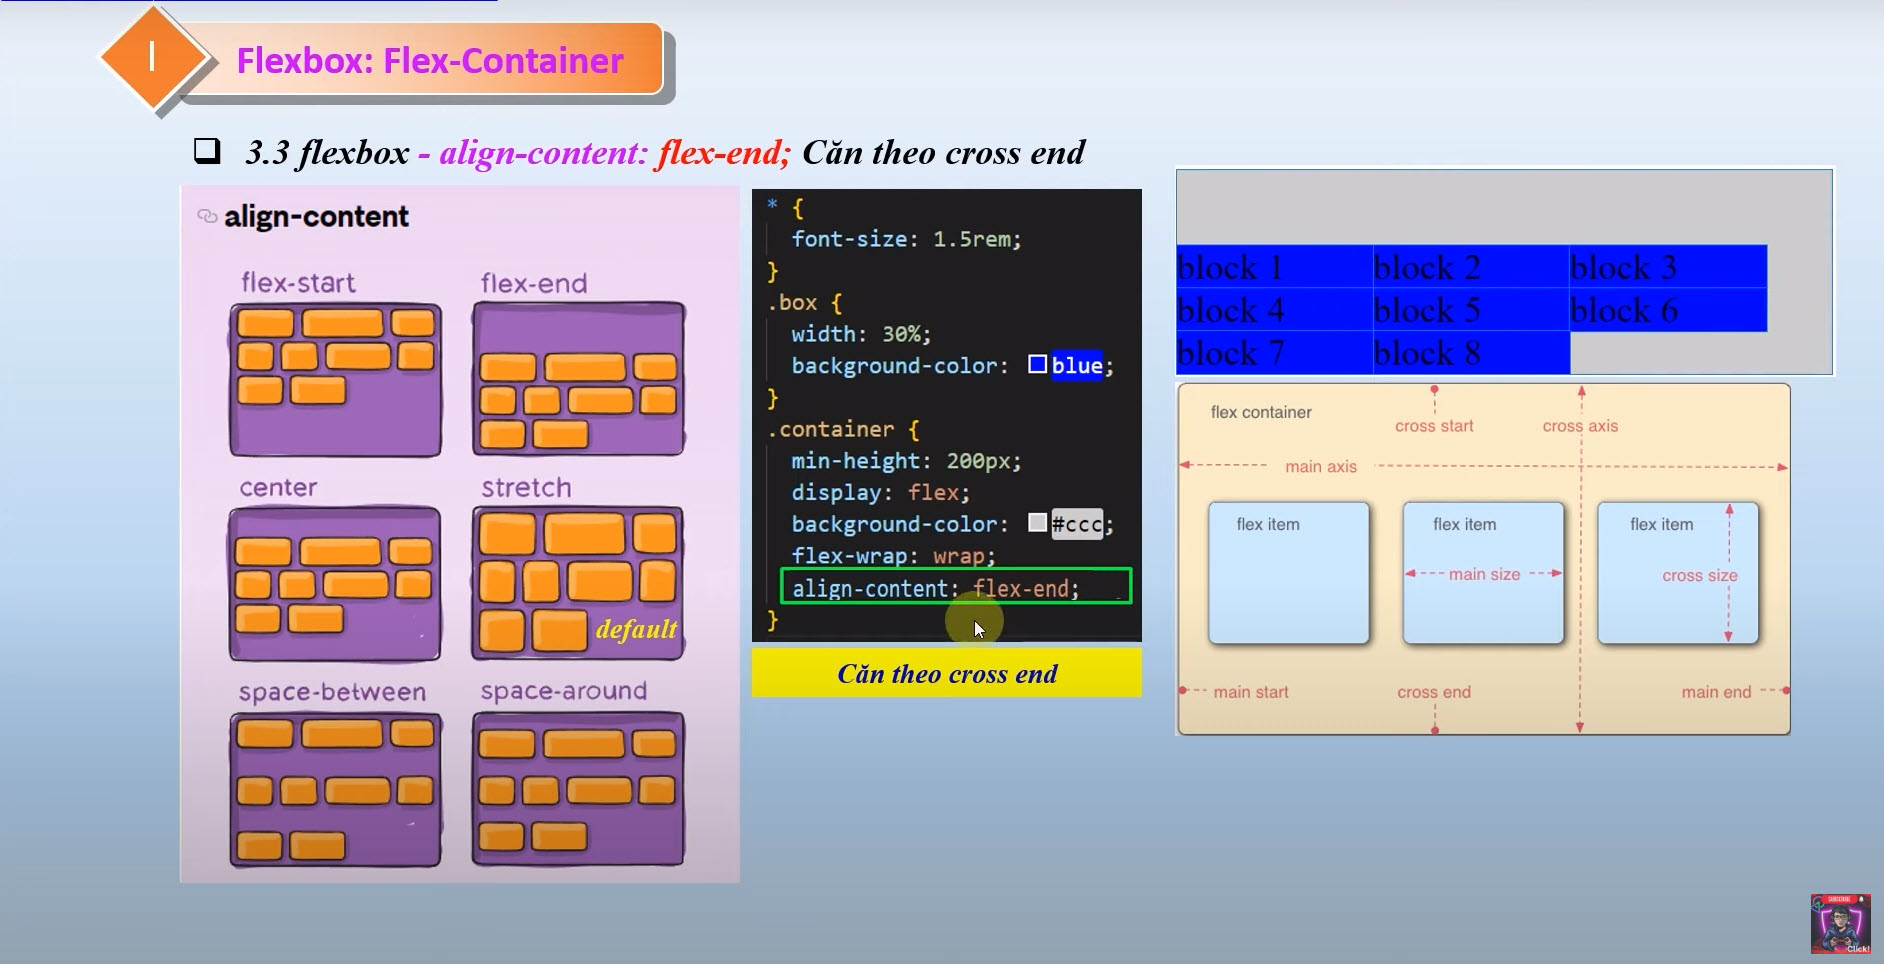 I
Flexbox: Flex-Container
3.3 flexbox - align-content: flex-end; Căn theo cross end
align-content
flex-start
flex-end
center
stretch
default
space-between
space-around
* {
font-size: 1.5rem;
}
.box {
width: 30%;
background-color: blue;
}
.container {
min-height: 200px;
display: flex;
background-color: #ccc;
flex-wrap: wrap;
align-content: flex-end;
}
Căn theo cross end
block 1 block 2 block 3
block 4 block 5 block 6
block 7 block 8
flex container
cross start
cross axis
main axis
flex item
flex item
flex item
main size
cross size
main start
cross end
main end
SUBSCRIBE
Click!